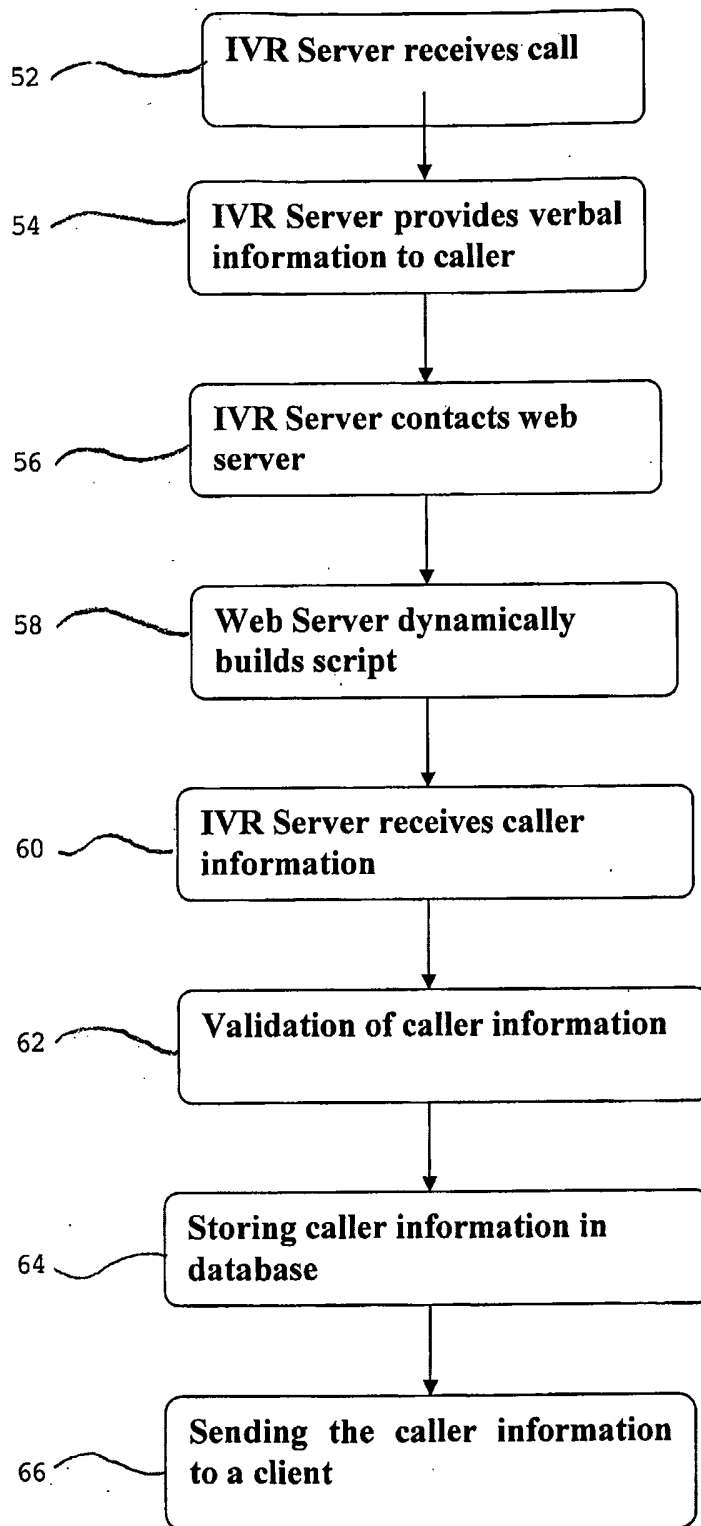 52
IVR Server receives call
54
IVR Server provides verbal
information to caller
56
IVR Server contacts web
server
58
Web Server dynamically
builds script
60
IVR Server receives caller
information
62
Validation of caller information
64
Storing caller information in
database
66
Sending the caller information
to a client